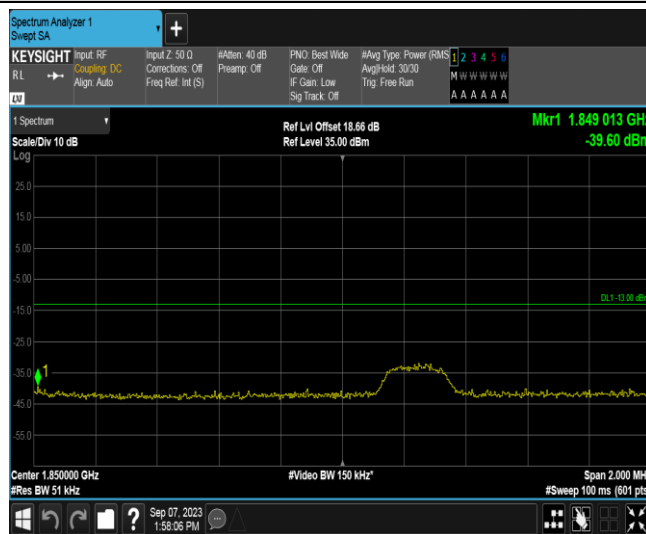 Spectrum Analyzer 1
Swept SA
KEYSIGHT
RL
LXI
Input: RF
Coupling: DC
Align: Auto
Input Z: 50 Ω
Corrections: Off
Freq Ref: Int (S)
#Atten: 40 dB
Preamp: Off
PNO: Best Wide
Gate: Off
IF Gain: Low
Sig Track: Off
#Avg Type: Power (RMS
Avg|Hold: 30/30
Trig: Free Run
1 2 3 4 5 6
M W W W W W
A A A A A A
1 Spectrum
Scale/Div 10 dB
Log
Ref Lvl Offset 18.66 dB
Ref Level 35.00 dBm
Mkr1 1.849 013 GHz
-39.60 dBm
25.0
15.0
5.00
-5.00
DL1 -13.00 dBm
-15.0
-25.0
-35.0
1
-45.0
-55.0
Center 1.850000 GHz
#Video BW 150 kHz*
Span 2.000 MH
#Res BW 51 kHz
#Sweep 100 ms (601 pts
Sep 07, 2023
1:58:06 PM